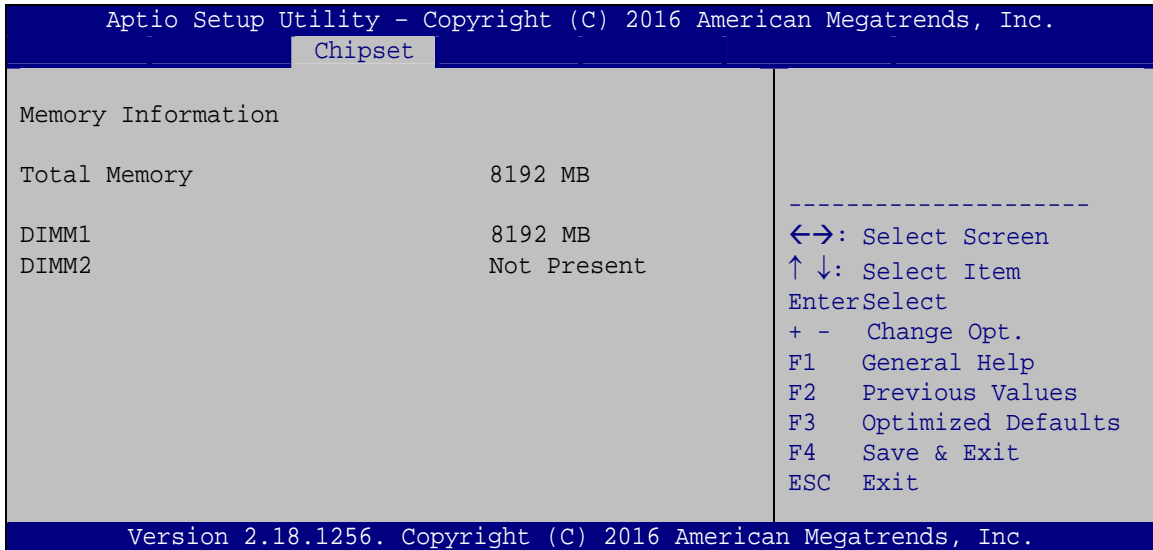 Aptio Setup Utility – Copyright (C) 2016 American Megatrends, Inc.
Chipset
Memory Information
Total Memory 8192 MB
DIMM1 8192 MB
DIMM2 Not Present
----------------------
←→: Select Screen
↑ ↓: Select Item
EnterSelect
+ - Change Opt.
F1 General Help
F2 Previous Values
F3 Optimized Defaults
F4 Save & Exit
ESC Exit
Version 2.18.1256. Copyright (C) 2016 American Megatrends, Inc.